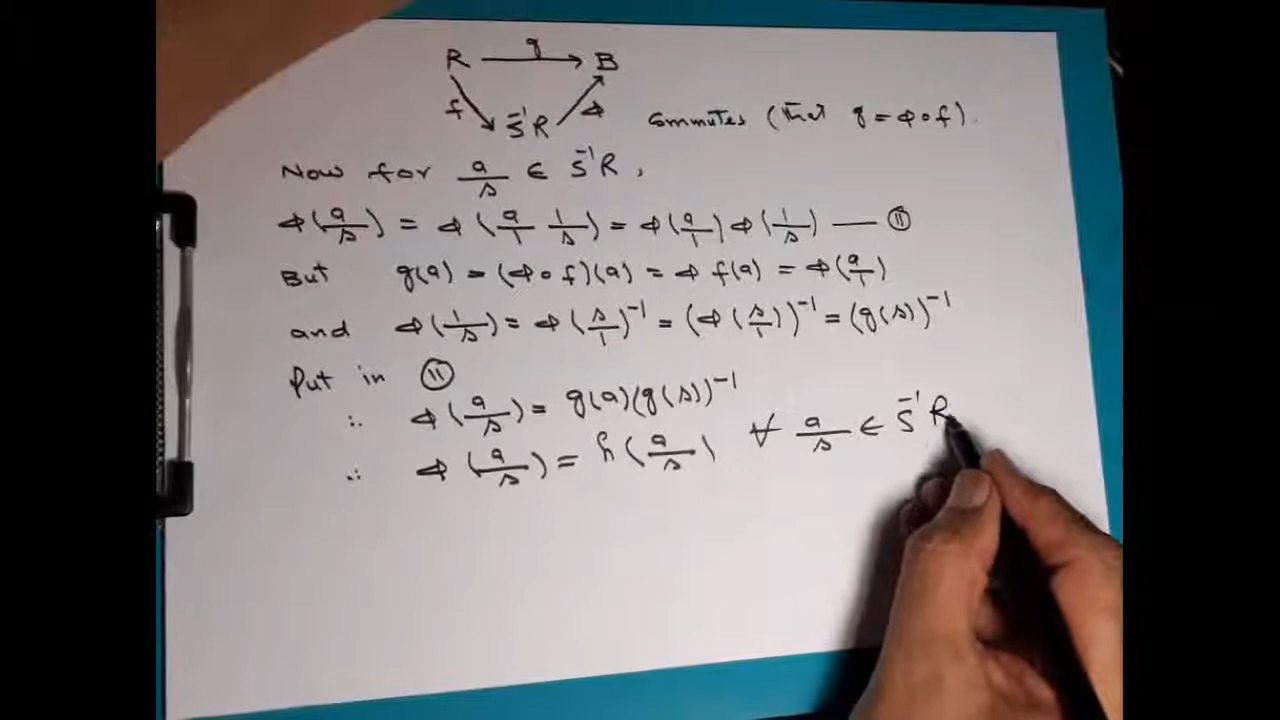 R g B
f S⁻¹R φ Commutes (that g = φ∘f).
Now for a/s ∈ S⁻¹R,
φ(a/s) = φ(a/1 1/s) = φ(a/1) φ(1/s) — ⑪
But g(a) = (φ∘f)(a) = φ f(a) = φ(a/1)
and φ(1/s) = φ(s/1)⁻¹ = (φ(s/1))⁻¹ = (g(s))⁻¹
Put in ⑪
∴ φ(a/s) = g(a)(g(s))⁻¹
∴ φ(a/s) = h(a/s) ∀ a/s ∈ S⁻¹R